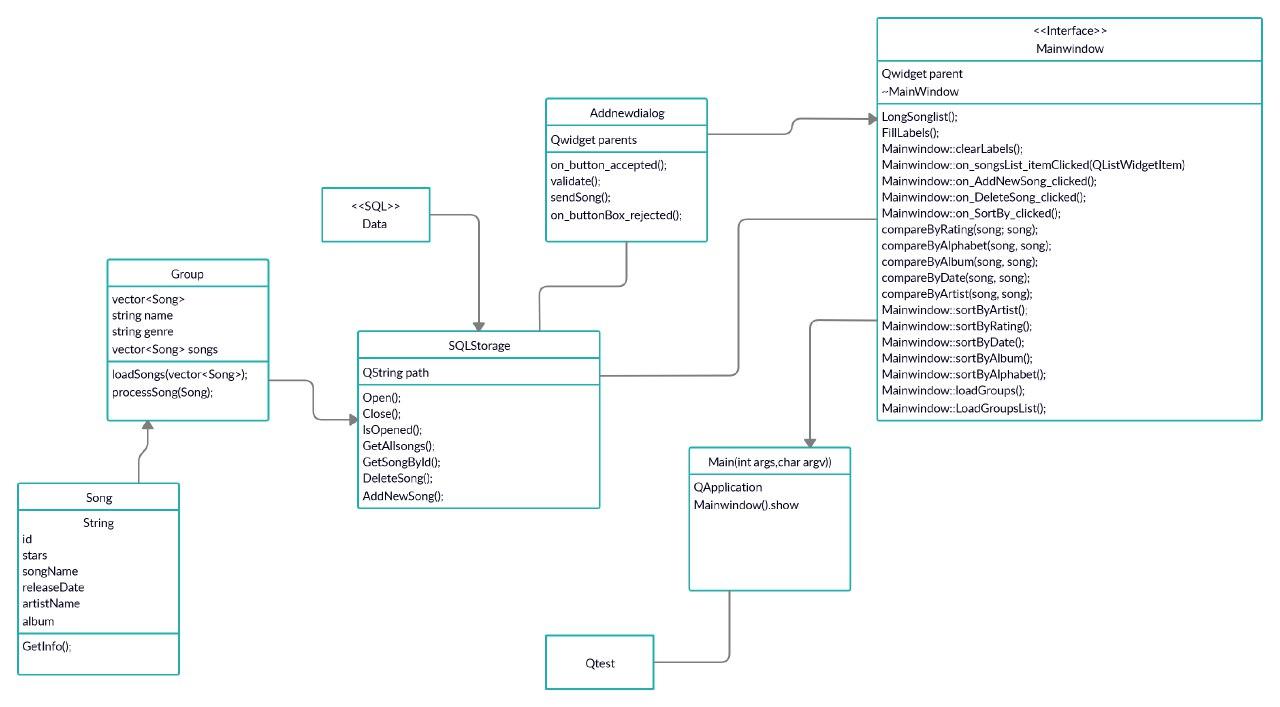 <<Interface>>
Mainwindow
Qwidget parent
~MainWindow
LongSonglist();
FillLabels();
Mainwindow::clearLabels();
Mainwindow::on_songsList_itemClicked(QListWidgetItem)
Mainwindow::on_AddNewSong_clicked();
Mainwindow::on_DeleteSong_clicked();
Mainwindow::on_SortBy_clicked();
compareByRating(song; song);
compareByAlphabet(song, song);
compareByAlbum(song, song);
compareByDate(song, song);
compareByArtist(song, song);
Mainwindow::sortByArtist();
Mainwindow::sortByRating();
Mainwindow::sortByDate();
Mainwindow::sortByAlbum();
Mainwindow::sortByAlphabet();
Mainwindow::loadGroups();
Mainwindow::LoadGroupsList();
Addnewdialog
Qwidget parents
on_button_accepted();
validate();
sendSong();
on_buttonBox_rejected();
<<SQL>>
Data
Group
vector<Song>
string name
string genre
vector<Song> songs
loadSongs(vector<Song>);
processSong(Song);
SQLStorage
QString path
Open();
Close();
IsOpened();
GetAllsongs();
GetSongById();
DeleteSong();
AddNewSong();
Main(int args,char argv))
QApplication
Mainwindow().show
Song
String
id
stars
songName
releaseDate
artistName
album
GetInfo();
Qtest